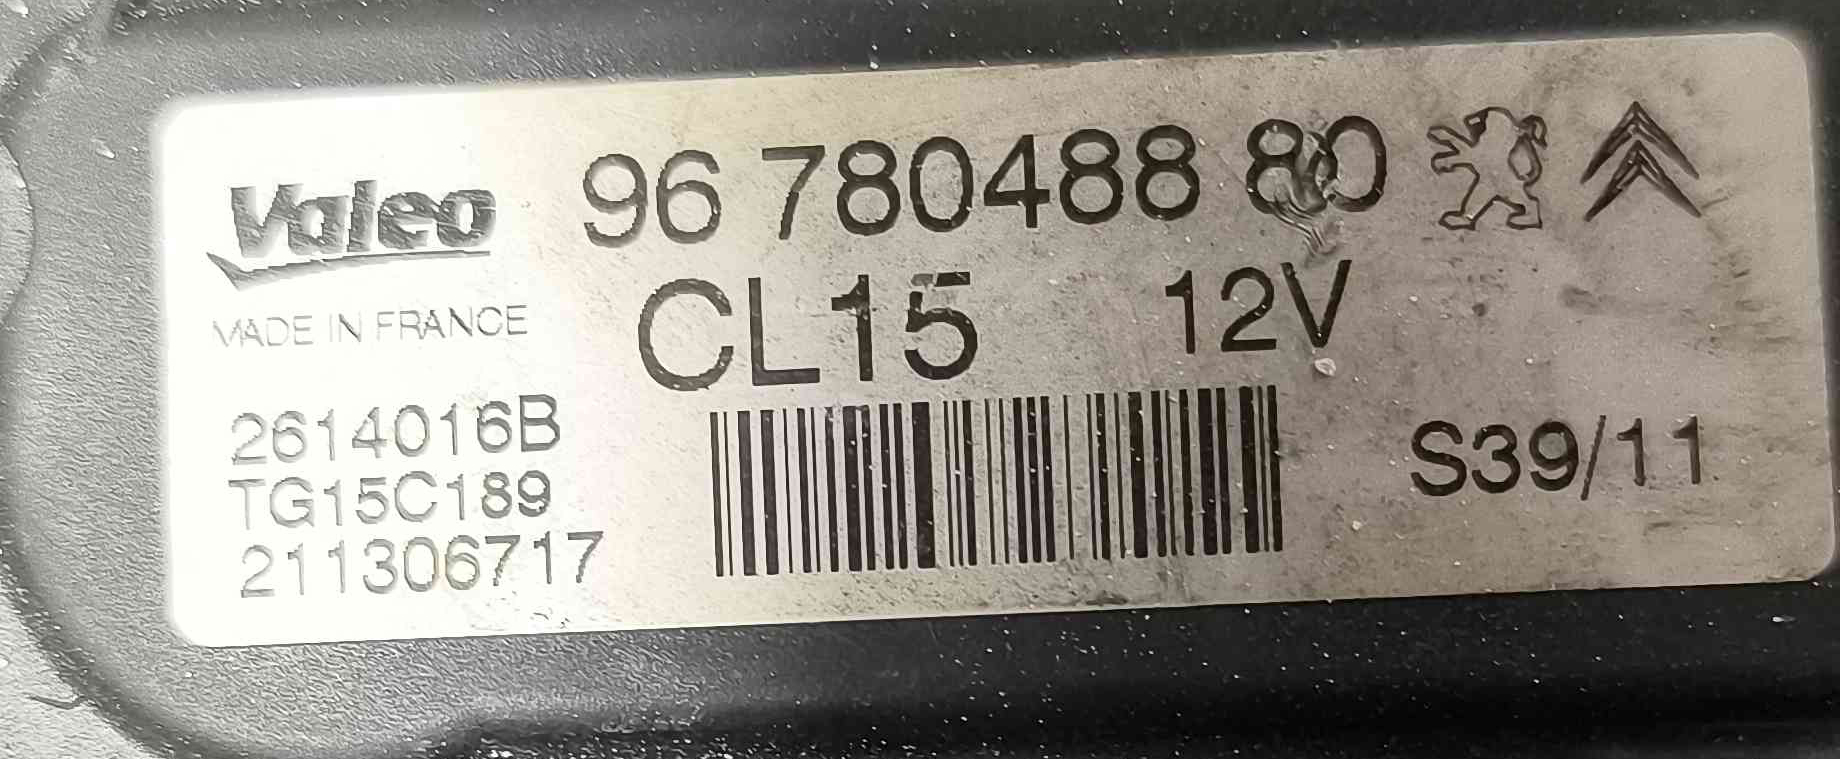 Valeo
MADE IN FRANCE
96 780488 80
CL15 12V
2614016B
TG15C189
211306717
S39/11